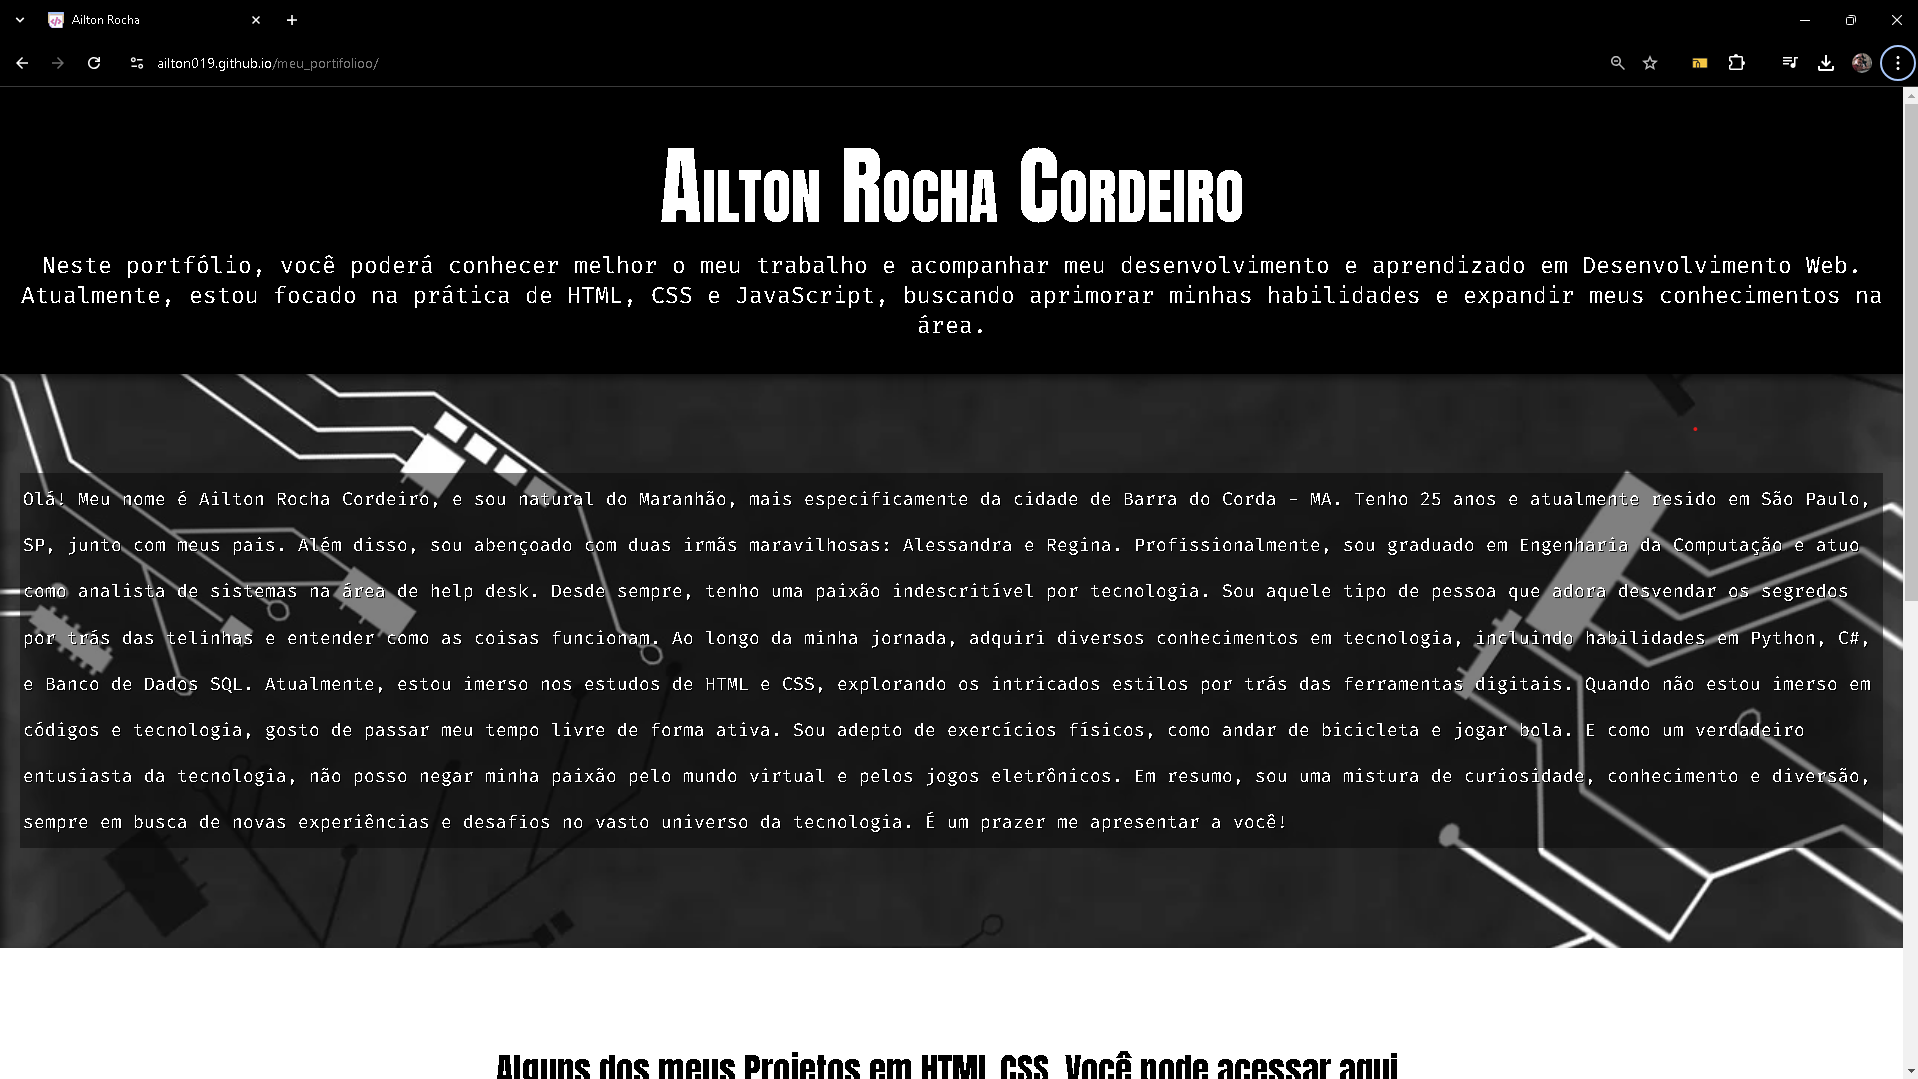 Ailton Rocha
ailton019.github.io/meu_portifolioo/
Ailton Rocha Cordeiro
Neste portfólio, você poderá conhecer melhor o meu trabalho e acompanhar meu desenvolvimento e aprendizado em Desenvolvimento Web.
Atualmente, estou focado na prática de HTML, CSS e JavaScript, buscando aprimorar minhas habilidades e expandir meus conhecimentos na
área.
Olá! Meu nome é Ailton Rocha Cordeiro, e sou natural do Maranhão, mais especificamente da cidade de Barra do Corda - MA. Tenho 25 anos e atualmente resido em São Paulo,
SP, junto com meus pais. Além disso, sou abençoado com duas irmãs maravilhosas: Alessandra e Regina. Profissionalmente, sou graduado em Engenharia da Computação e atuo
como analista de sistemas na área de help desk. Desde sempre, tenho uma paixão indescritível por tecnologia. Sou aquele tipo de pessoa que adora desvendar os segredos
por trás das telinhas e entender como as coisas funcionam. Ao longo da minha jornada, adquiri diversos conhecimentos em tecnologia, incluindo habilidades em Python, C#,
e Banco de Dados SQL. Atualmente, estou imerso nos estudos de HTML e CSS, explorando os intricados estilos por trás das ferramentas digitais. Quando não estou imerso em
códigos e tecnologia, gosto de passar meu tempo livre de forma ativa. Sou adepto de exercícios físicos, como andar de bicicleta e jogar bola. E como um verdadeiro
entusiasta da tecnologia, não posso negar minha paixão pelo mundo virtual e pelos jogos eletrônicos. Em resumo, sou uma mistura de curiosidade, conhecimento e diversão,
sempre em busca de novas experiências e desafios no vasto universo da tecnologia. É um prazer me apresentar a você!
Alguns dos meus Projetos em HTML CSS. Você pode acessar aqui